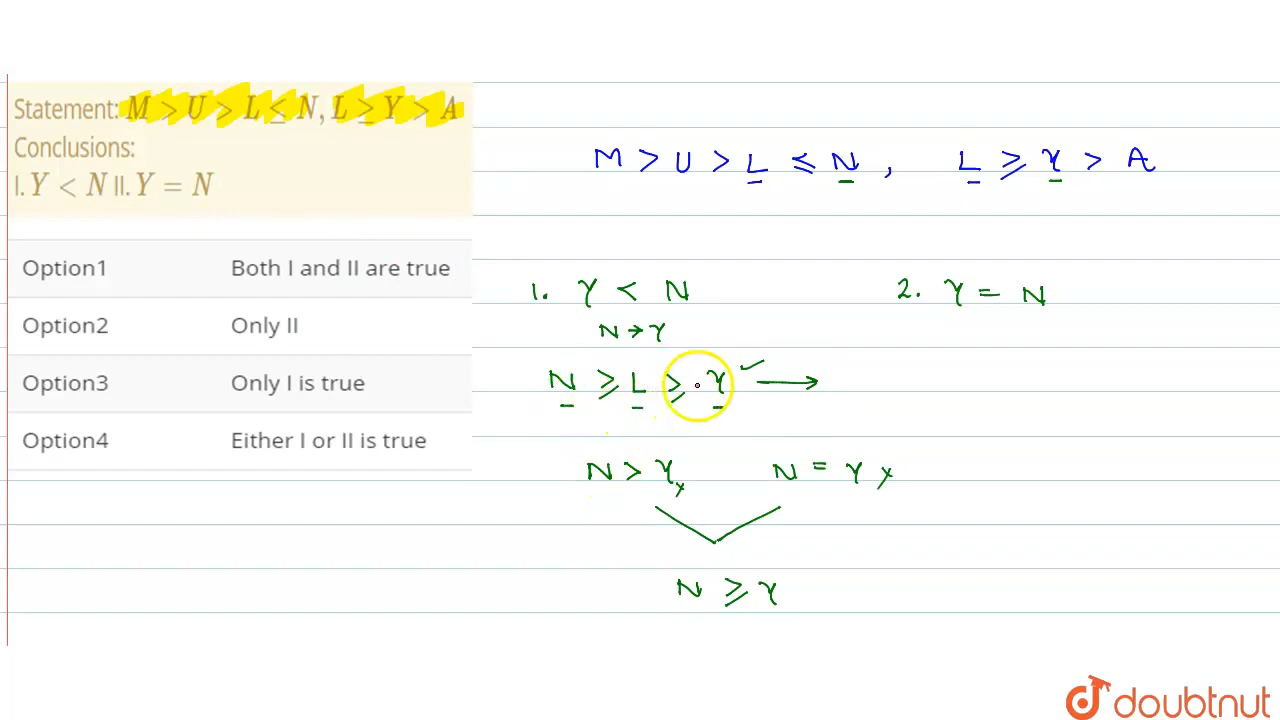 Statement: M > U > L ≤ N, L ≥ Y > A
Conclusions:
I. Y < N II. Y = N
Option1 Both I and II are true
Option2 Only II
Option3 Only I is true
Option4 Either I or II is true
M > U > L ≤ N , L ≥ Y > A
1. Y < N 2. Y = N
N → Y
N ≥ L ≥ Y ✓ →
N > Y x N = Y x
N ≥ Y
doubtnut